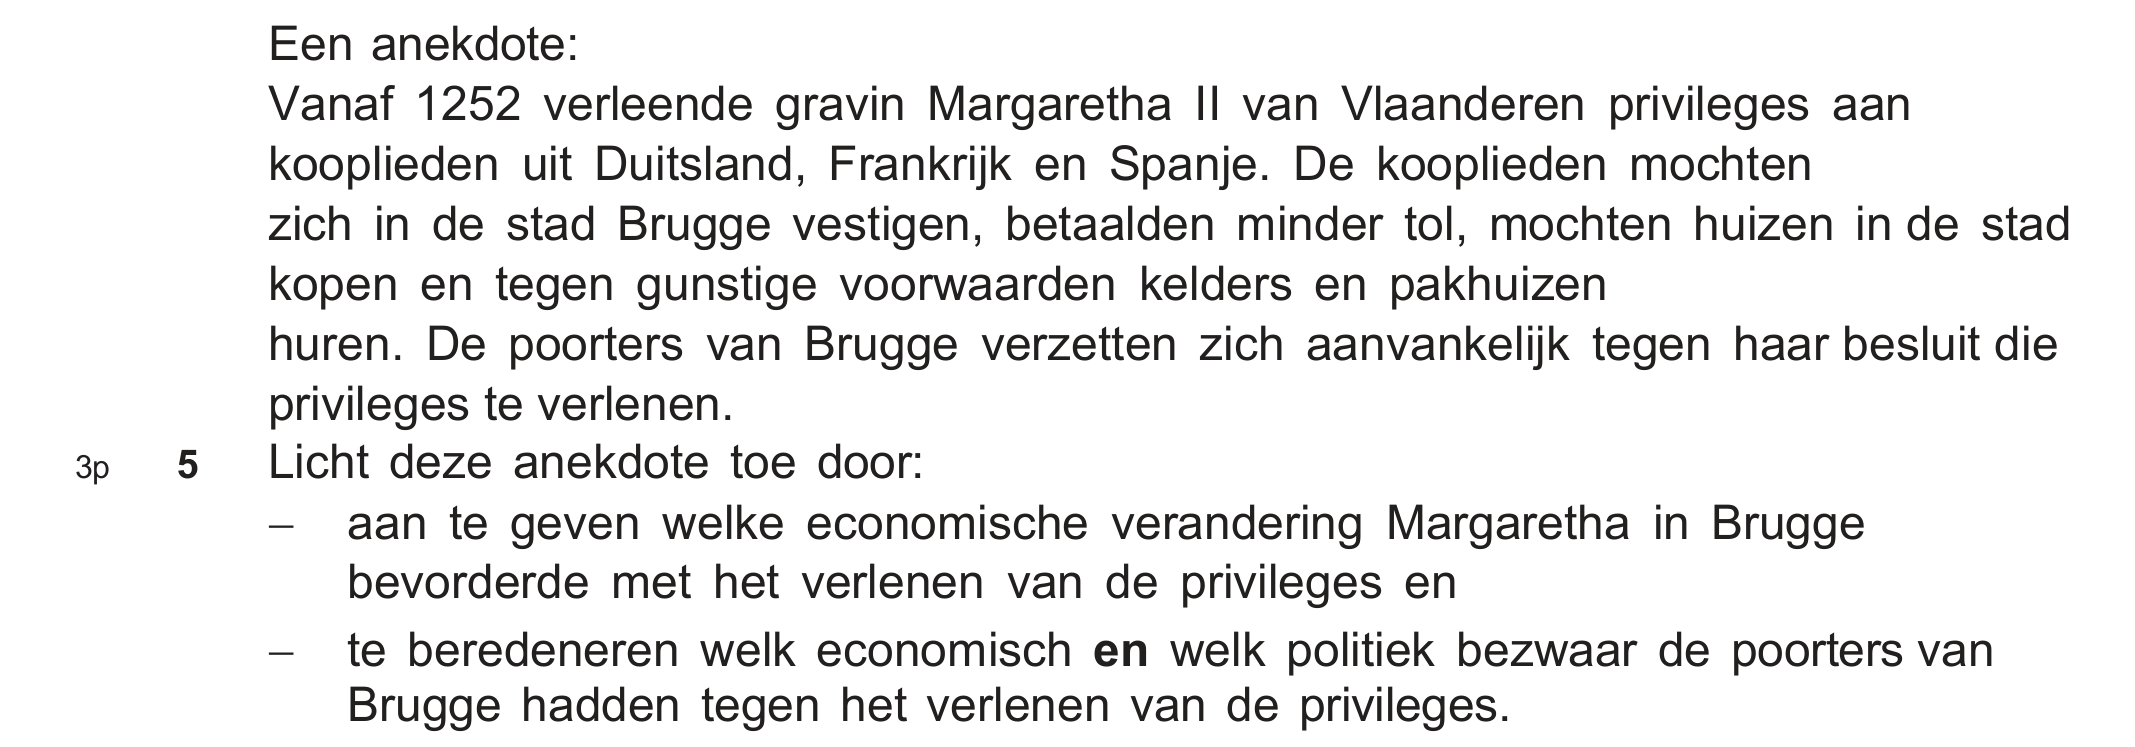 Een anekdote:
Vanaf 1252 verleende gravin Margaretha II van Vlaanderen privileges aan
kooplieden uit Duitsland, Frankrijk en Spanje. De kooplieden mochten
zich in de stad Brugge vestigen, betaalden minder tol, mochten huizen in de stad
kopen en tegen gunstige voorwaarden kelders en pakhuizen
huren. De poorters van Brugge verzetten zich aanvankelijk tegen haar besluit die
privileges te verlenen.
3p 5 Licht deze anekdote toe door:
– aan te geven welke economische verandering Margaretha in Brugge
bevorderde met het verlenen van de privileges en
– te beredeneren welk economisch en welk politiek bezwaar de poorters van
Brugge hadden tegen het verlenen van de privileges.